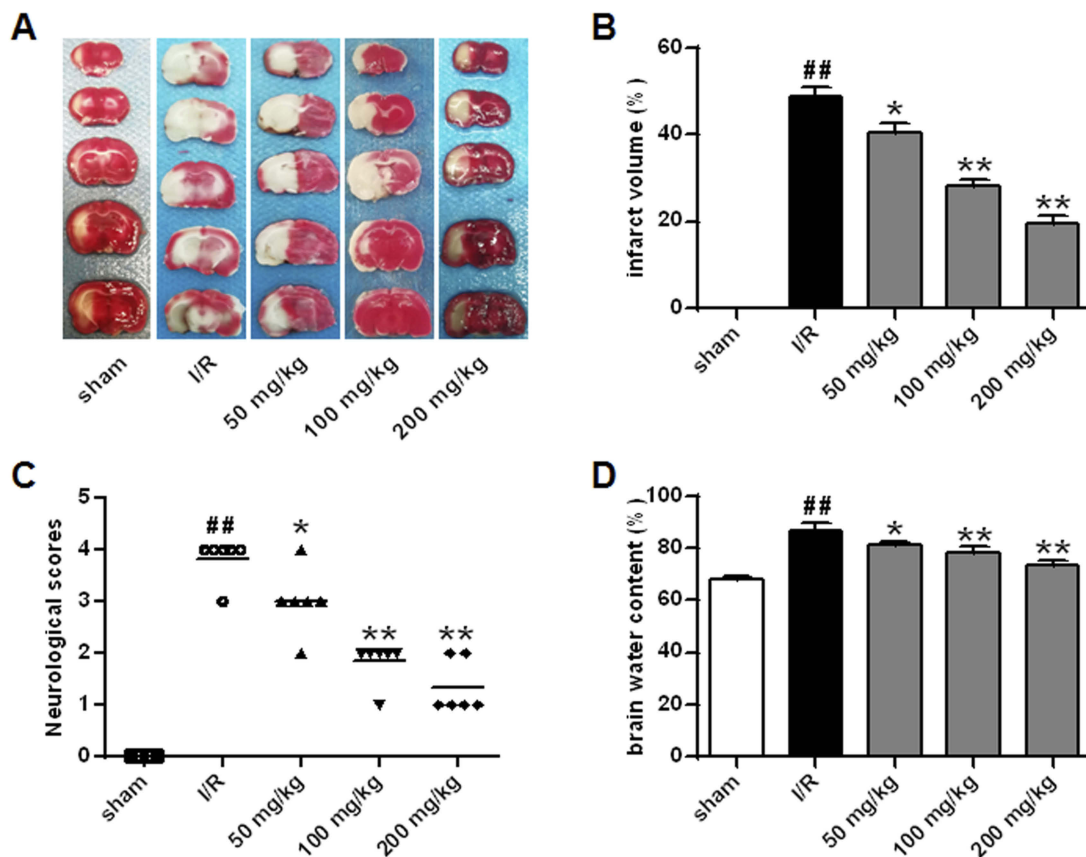 A
sham
I/R
50 mg/kg
100 mg/kg
200 mg/kg
B
infarct volume (%)
60
40
20
0
##
*
**
**
sham
I/R
50 mg/kg
100 mg/kg
200 mg/kg
C
Neurological scores
5
4
3
2
1
0
##
*
**
**
sham
I/R
50 mg/kg
100 mg/kg
200 mg/kg
D
brain water content (%)
100
80
60
40
20
0
##
*
**
**
sham
I/R
50 mg/kg
100 mg/kg
200 mg/kg